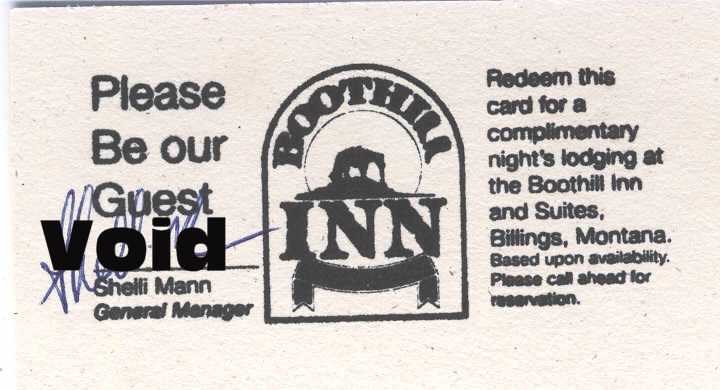 Please
Be our
Guest
Void
Shelli Mann
General Manager
BOOTHILL
INN
Redeem this
card for a
complimentary
night's lodging at
the Boothill Inn
and Suites,
Billings, Montana.
Based upon availability.
Please call ahead for
reservation.